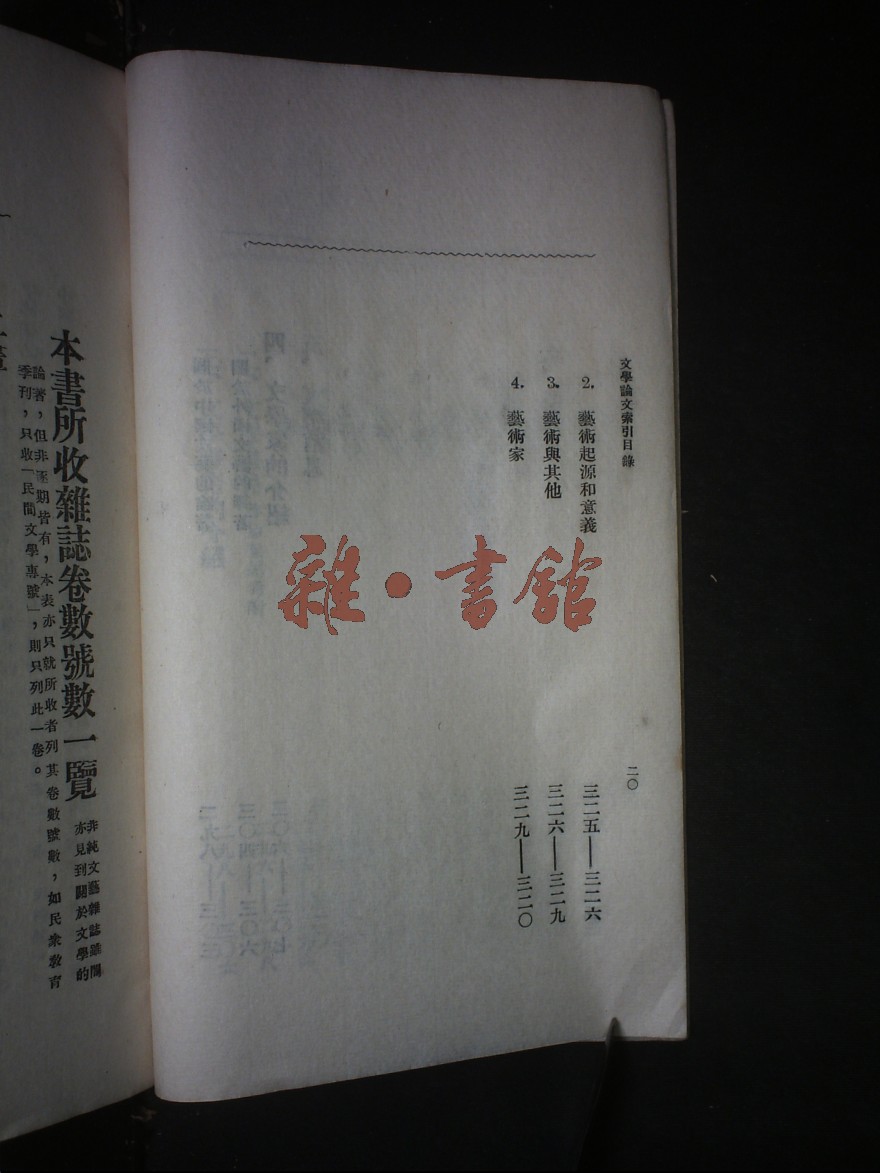 文學論文索引目錄
二〇
2. 藝術起源和意義 三二五——三二六
3. 藝術與其他 三二六——三二九
4. 藝術家 三二九——三二〇
雜·書館
本書所收雜誌卷數號數一覽
非純文藝雜誌雖間
亦見到關於文學的
論著，但非逐期皆有，本表亦只就所收者列其卷數號數，如民衆敎育
季刊，只收「民間文學專號」，則只列此一卷。